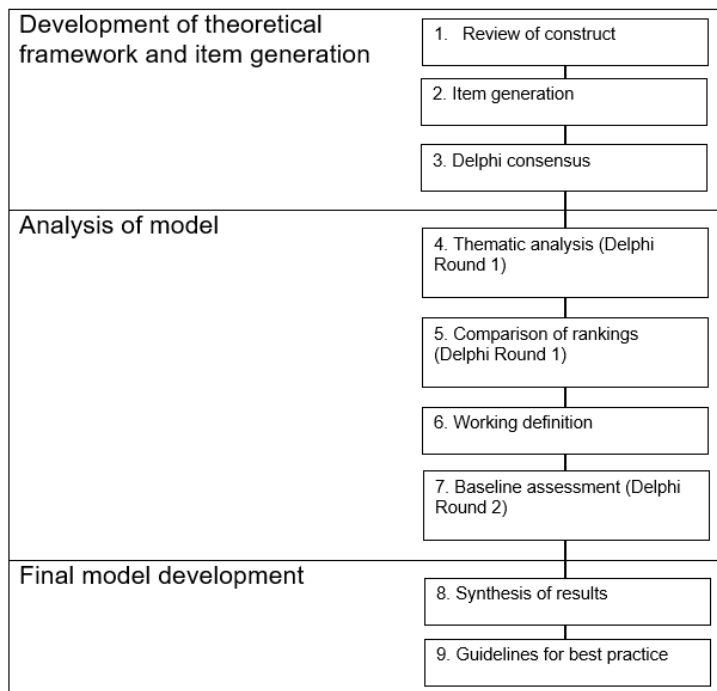 Development of theoretical
framework and item generation
1. Review of construct
2. Item generation
3. Delphi consensus
Analysis of model
4. Thematic analysis (Delphi
Round 1)
5. Comparison of rankings
(Delphi Round 1)
6. Working definition
7. Baseline assessment (Delphi
Round 2)
Final model development
8. Synthesis of results
9. Guidelines for best practice